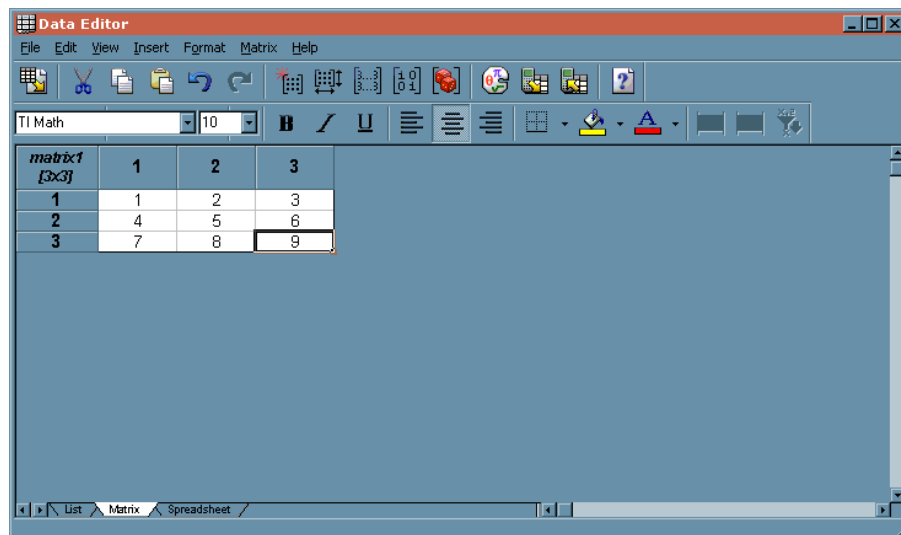 Data Editor
File Edit View Insert Format Matrix Help
TI Math 10 B I U A
matrix1 [3x3] 1 2 3
1 1 2 3
2 4 5 6
3 7 8 9
List Matrix Spreadsheet